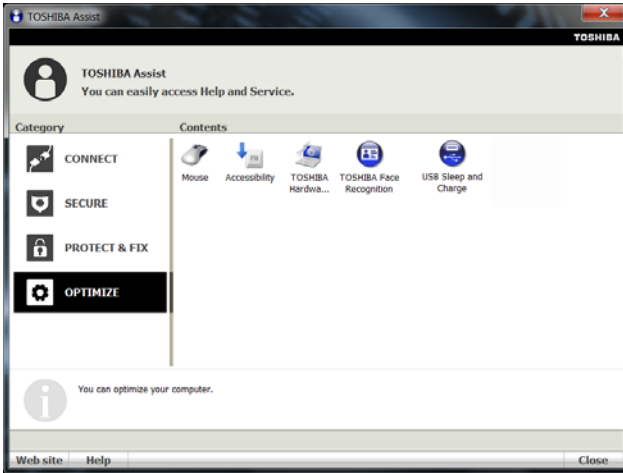 TOSHIBA Assist
TOSHIBA
TOSHIBA Assist
You can easily access Help and Service.
Category
Contents
CONNECT
SECURE
PROTECT & FIX
OPTIMIZE
Mouse
Accessibility
FN
TOSHIBA
Hardwa...
TOSHIBA Face
Recognition
USB Sleep and
Charge
You can optimize your computer.
Web site
Help
Close